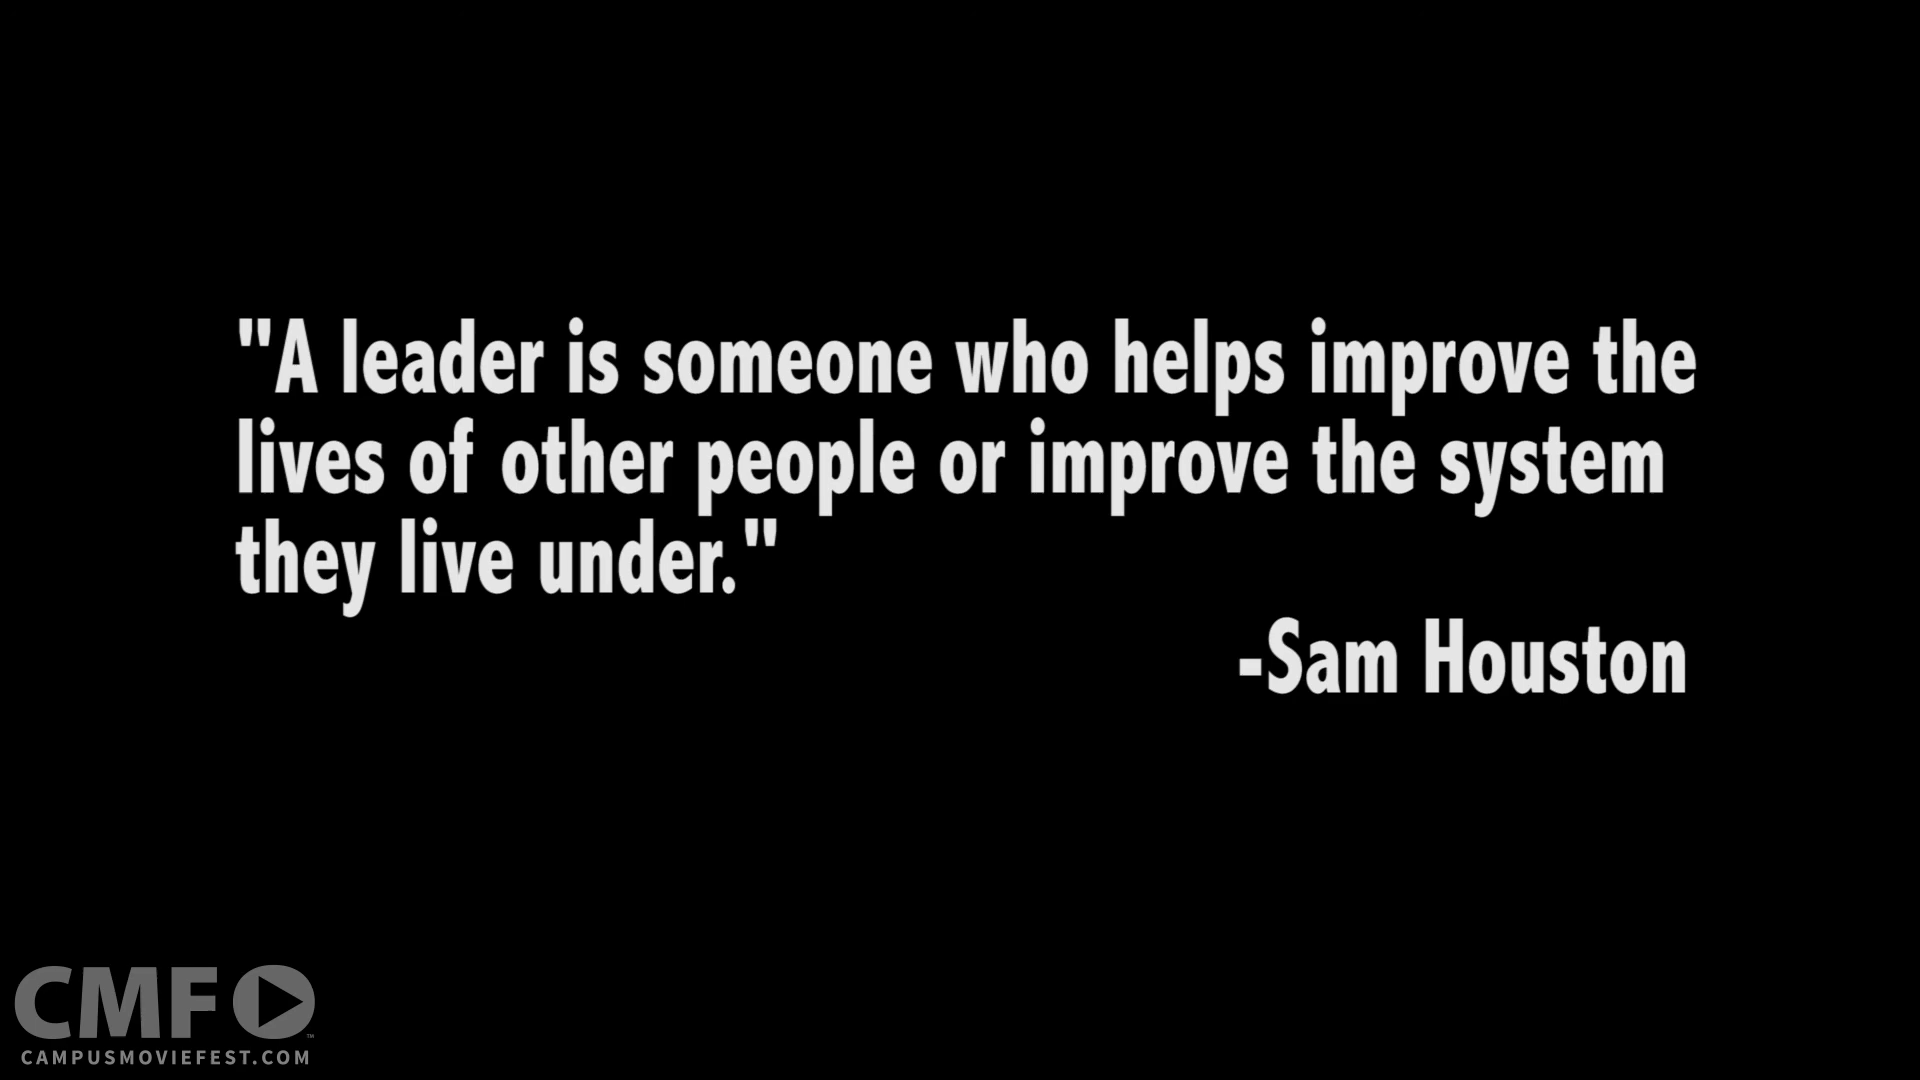 "A leader is someone who helps improve the
lives of other people or improve the system
they live under."
-Sam Houston
CMF
CAMPUSMOVIEFEST.COM